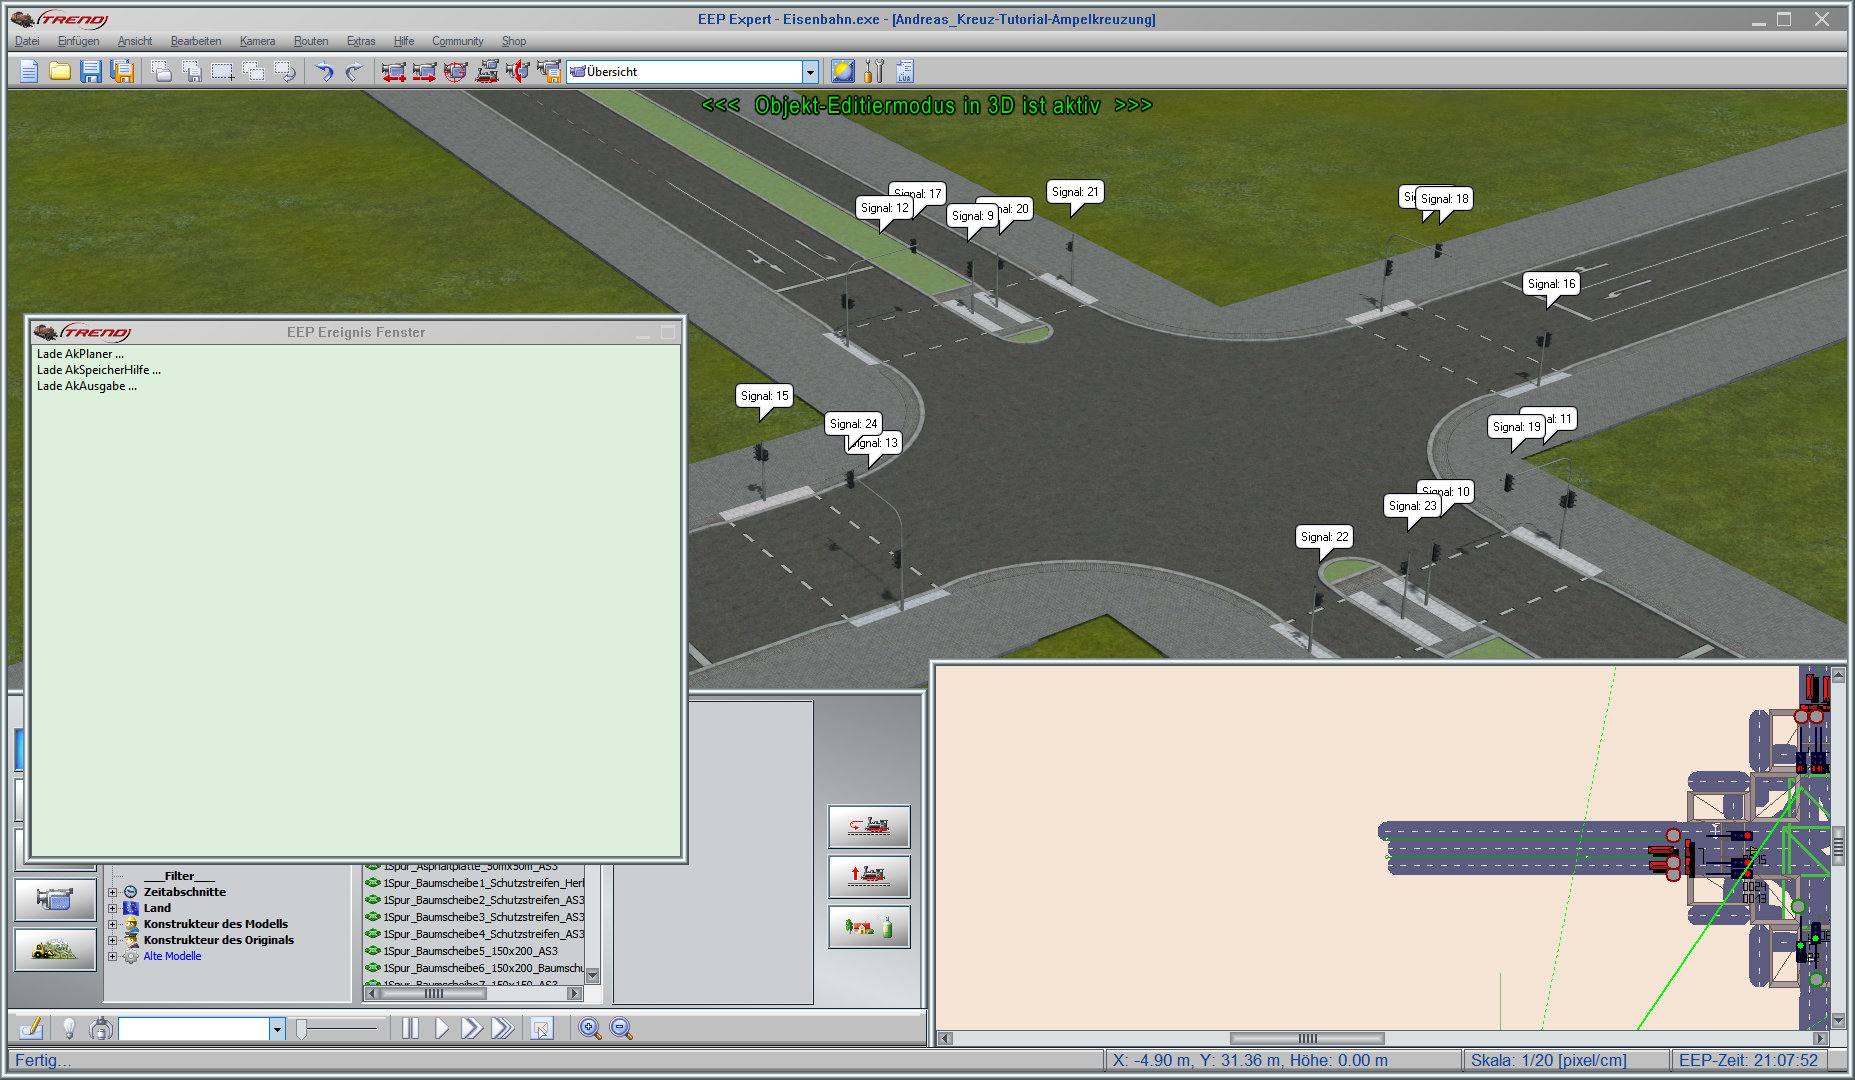 TREND
EEP Expert - Eisenbahn.exe - [Andreas_Kreuz-Tutorial-Ampelkreuzung]
Datei Einfügen Ansicht Bearbeiten Kamera Routen Extras Hilfe Community Shop
Übersicht
LUA
<<< Objekt-Editiermodus in 3D ist aktiv >>>
Signal: 17
Signal: 12
Signal: 9
nal: 20
Signal: 21
Signal: 18
Signal: 16
Signal: 15
Signal: 24
Signal: 13
Signal: 19
al: 11
Signal: 10
Signal: 23
Signal: 22
TREND
EEP Ereignis Fenster
Lade AkPlaner ...
Lade AkSpeicherHilfe ...
Lade AkAusgabe ...
___Filter___
Zeitabschnitte
Land
Konstrukteur des Modells
Konstrukteur des Originals
Alte Modelle
1Spur_Asphaltplatte_50mx50m_AS3
1Spur_Baumscheibe1_Schutzstreifen_Herl
1Spur_Baumscheibe2_Schutzstreifen_AS3
1Spur_Baumscheibe3_Schutzstreifen_AS3
1Spur_Baumscheibe4_Schutzstreifen_AS3
1Spur_Baumscheibe5_150x200_AS3
1Spur_Baumscheibe6_150x200_Baumschu
1Spur_Baumscheibe7_150x150_AS3
0024
0013
Fertig...
X: -4.90 m, Y: 31.36 m, Höhe: 0.00 m
Skala: 1/20 [pixel/cm]
EEP-Zeit: 21:07:52